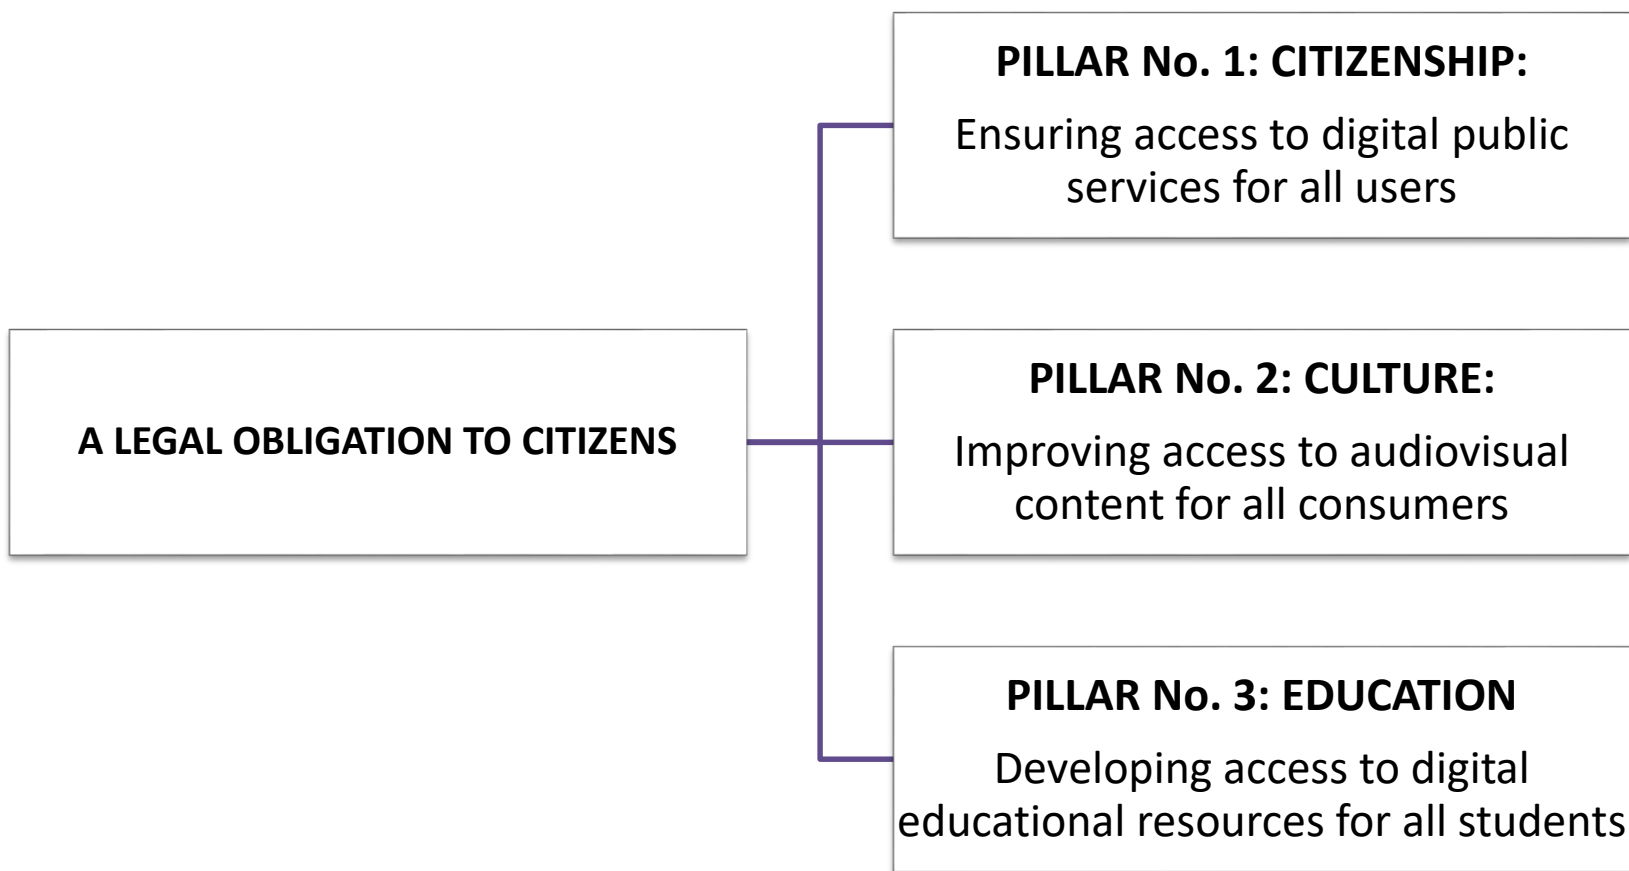 A LEGAL OBLIGATION TO CITIZENS
PILLAR No. 1: CITIZENSHIP:
Ensuring access to digital public
services for all users
PILLAR No. 2: CULTURE:
Improving access to audiovisual
content for all consumers
PILLAR No. 3: EDUCATION
Developing access to digital
educational resources for all students